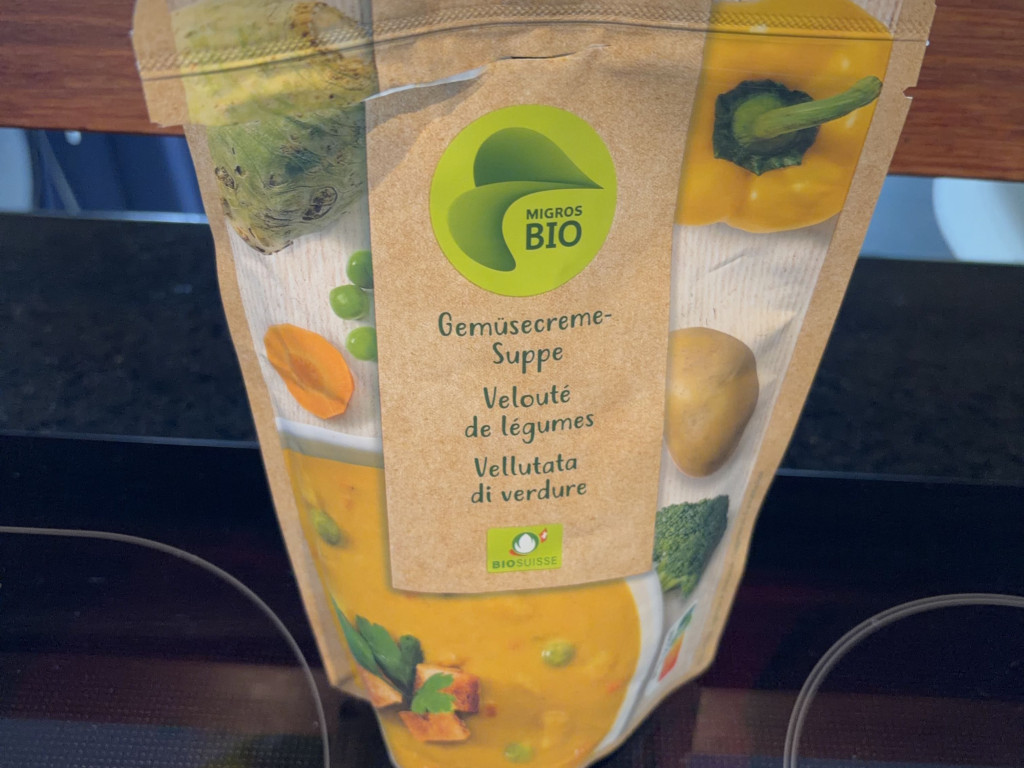 MIGROS
BIO
Gemüsecreme-
Suppe
Velouté
de légumes
Vellutata
di verdure
BIOSUISSE